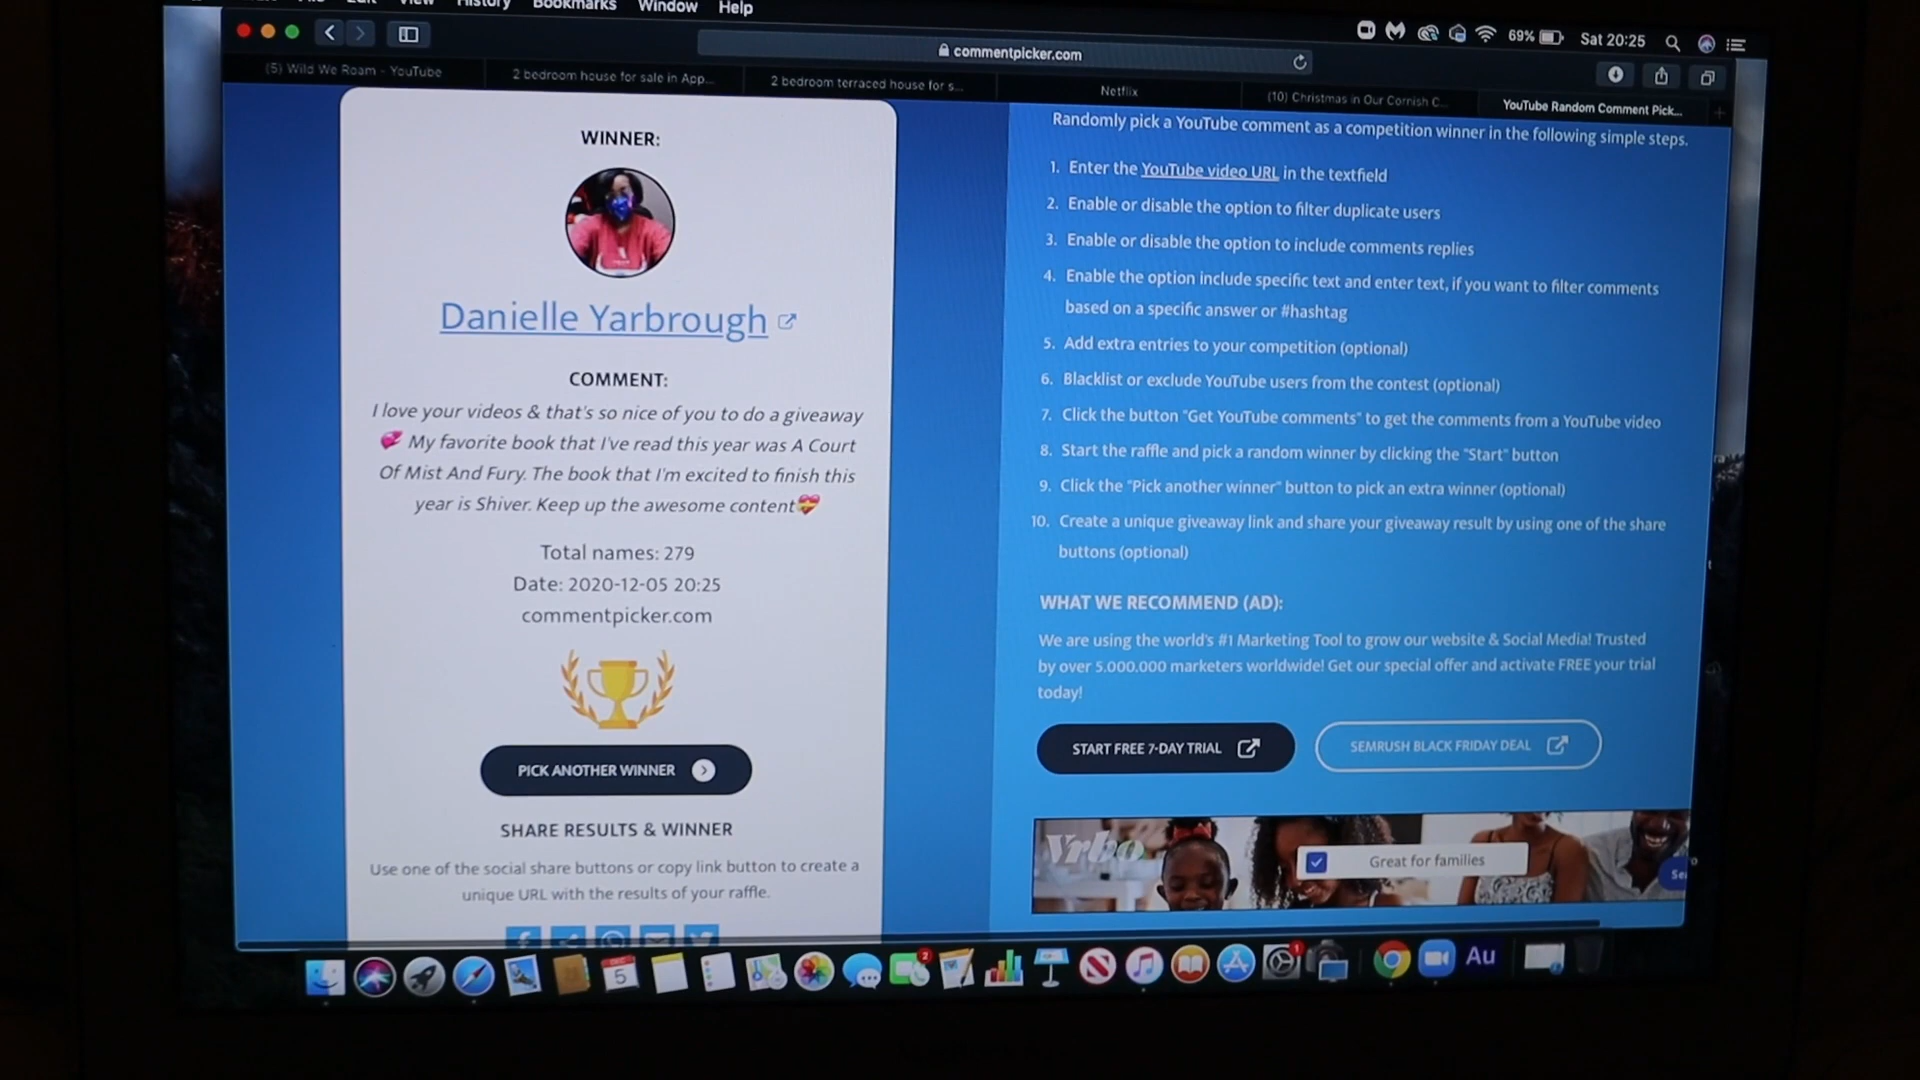 View History Bookmarks Window Help
69% Sat 20:25
commentpicker.com
(5) Wild We Roam - YouTube
2 bedroom house for sale in App...
2 bedroom terraced house for s...
Netflix
(10) Christmas in Our Cornish C...
YouTube Random Comment Pick...
WINNER:
Danielle Yarbrough
COMMENT:
I love your videos & that's so nice of you to do a giveaway
💞 My favorite book that I've read this year was A Court
Of Mist And Fury. The book that I'm excited to finish this
year is Shiver. Keep up the awesome content💝
Total names: 279
Date: 2020-12-05 20:25
commentpicker.com
PICK ANOTHER WINNER
SHARE RESULTS & WINNER
Use one of the social share buttons or copy link button to create a
unique URL with the results of your raffle.
Randomly pick a YouTube comment as a competition winner in the following simple steps.
1. Enter the YouTube video URL in the textfield
2. Enable or disable the option to filter duplicate users
3. Enable or disable the option to include comments replies
4. Enable the option include specific text and enter text, if you want to filter comments
based on a specific answer or #hashtag
5. Add extra entries to your competition (optional)
6. Blacklist or exclude YouTube users from the contest (optional)
7. Click the button "Get YouTube comments" to get the comments from a YouTube video
8. Start the raffle and pick a random winner by clicking the "Start" button
9. Click the "Pick another winner" button to pick an extra winner (optional)
10. Create a unique giveaway link and share your giveaway result by using one of the share
buttons (optional)
WHAT WE RECOMMEND (AD):
We are using the world's #1 Marketing Tool to grow our website & Social Media! Trusted
by over 5.000.000 marketers worldwide! Get our special offer and activate FREE your trial
today!
START FREE 7-DAY TRIAL
SEMRUSH BLACK FRIDAY DEAL
Vrbo
Great for families
DEC
5
2
1
Au